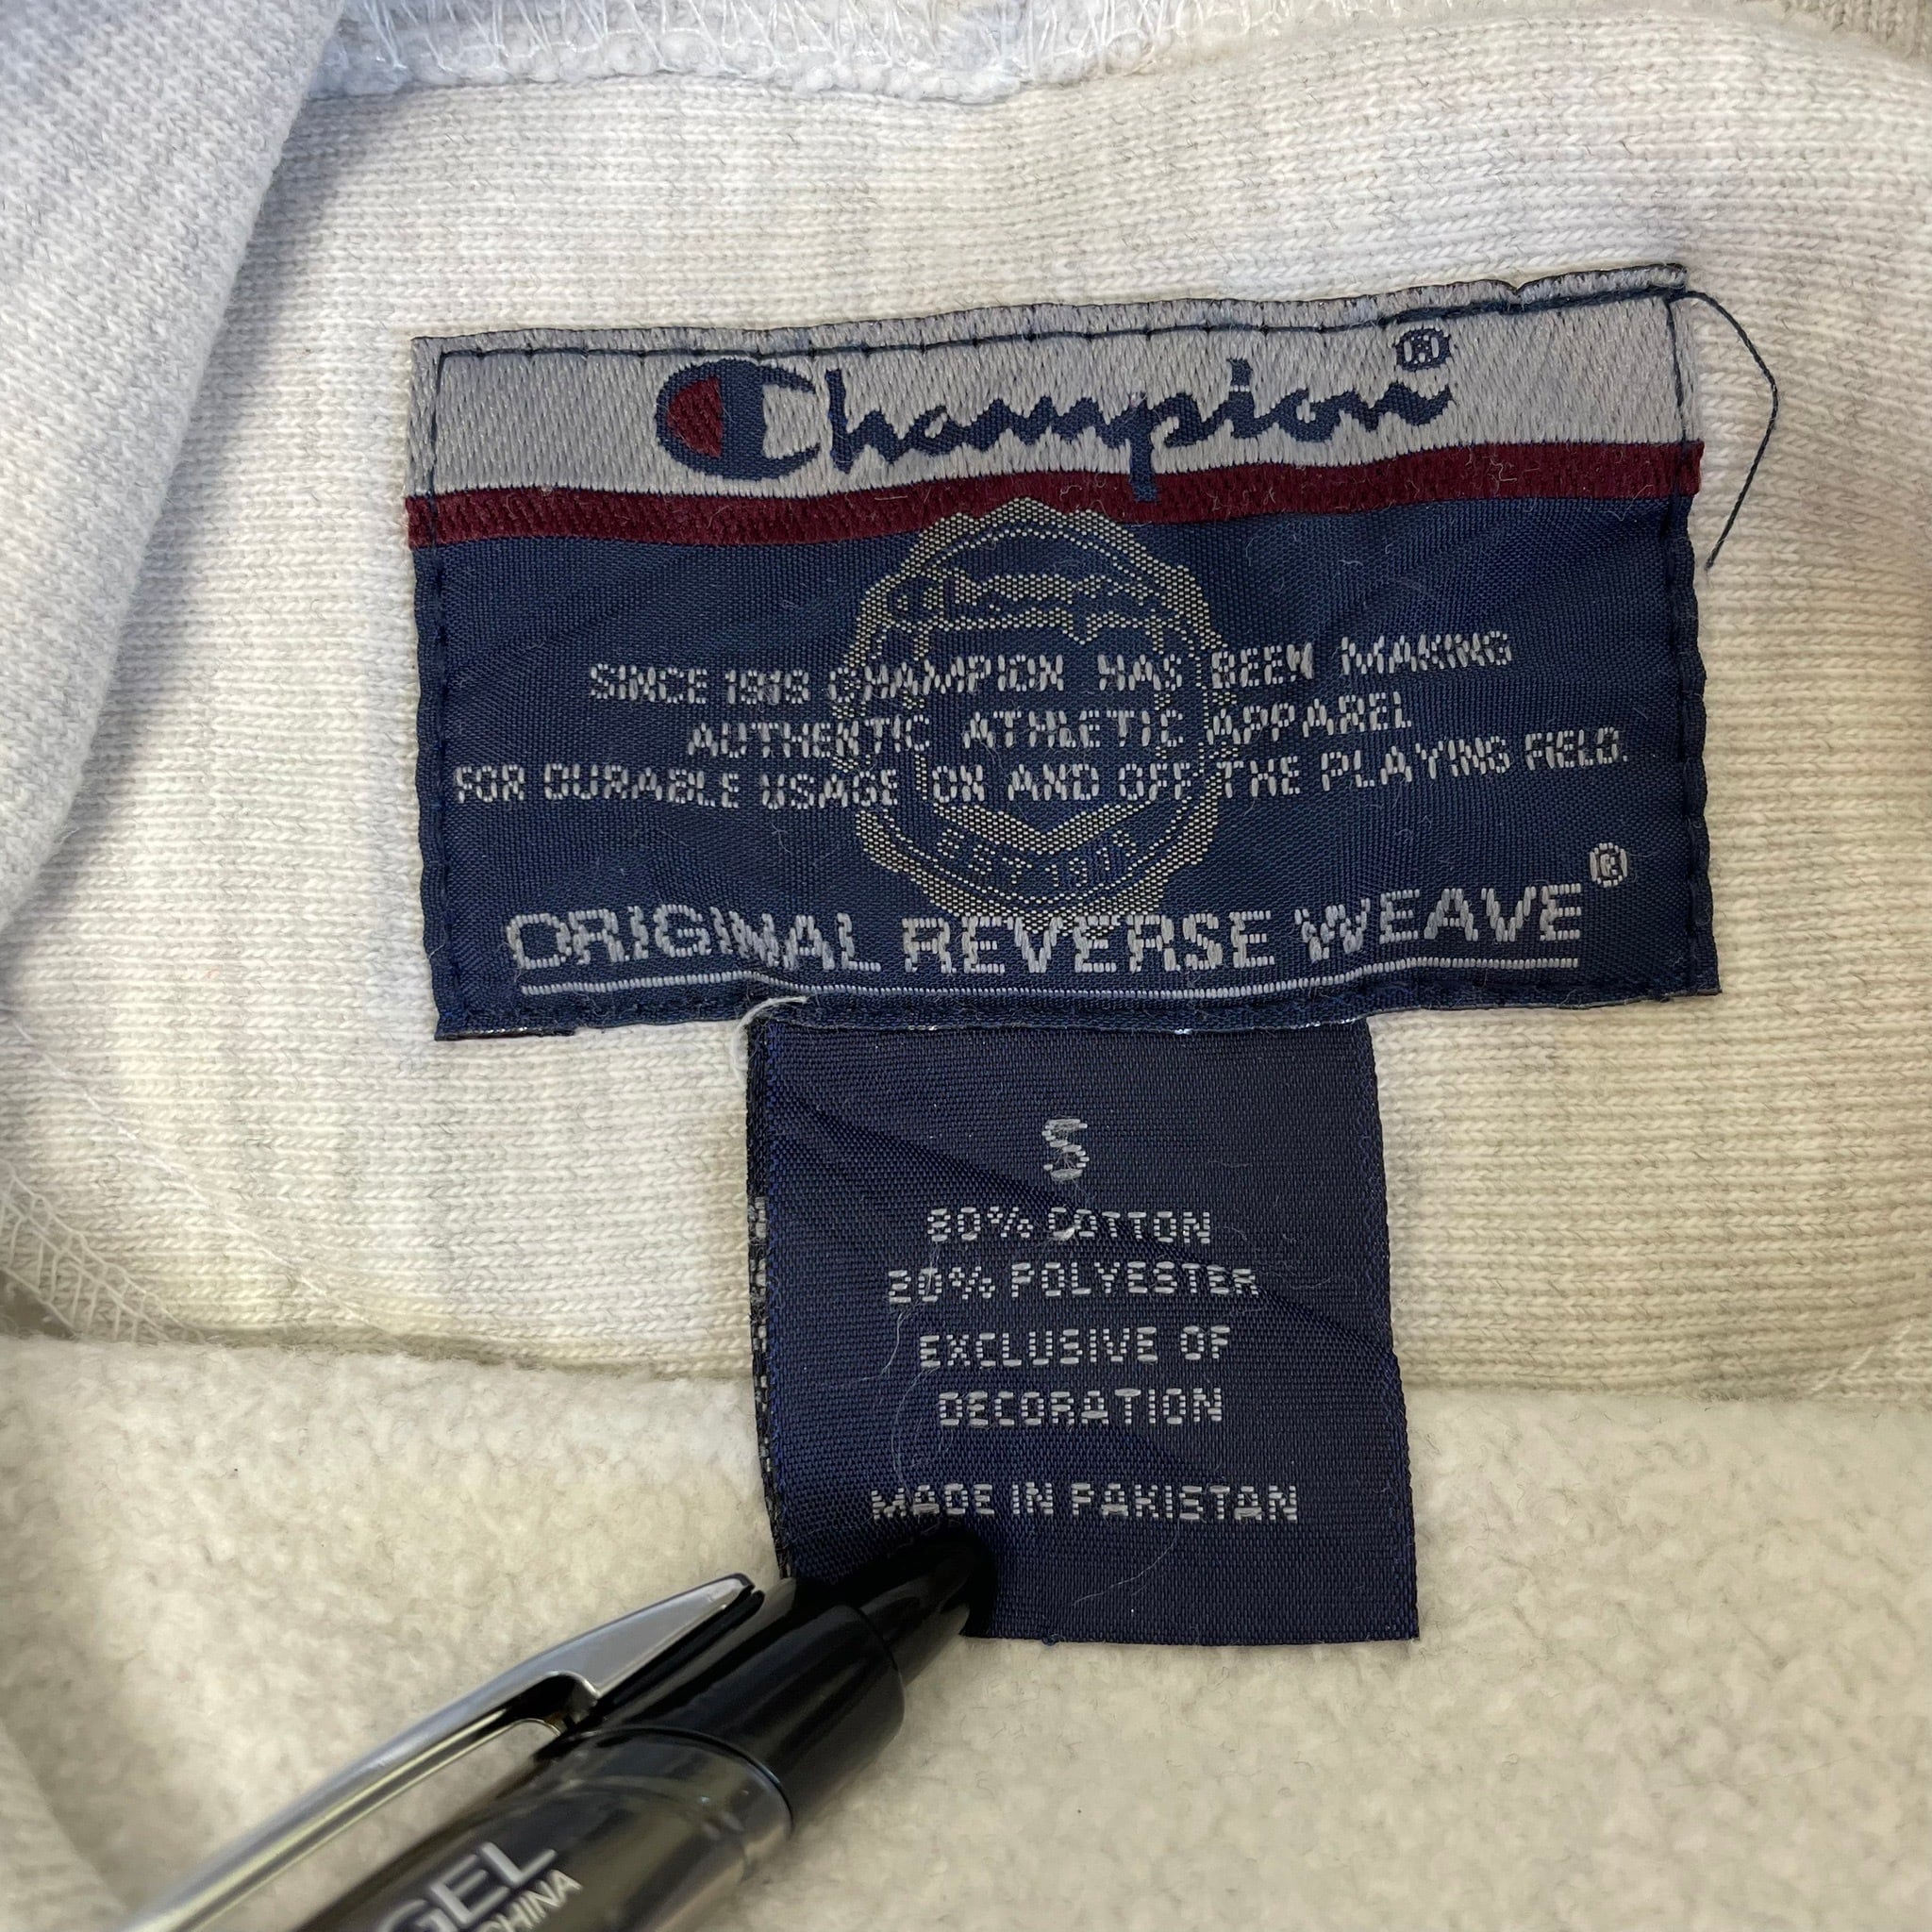 Champion®
SINCE 1919 CHAMPION HAS BEEN MAKING
AUTHENTIC ATHLETIC APPAREL
FOR DURABLE USAGE ON AND OFF THE PLAYING FIELD.
ORIGINAL REVERSE WEAVE®
S
80% COTTON
20% POLYESTER
EXCLUSIVE OF
DECORATION
MADE IN PAKISTAN
GEL
CHINA